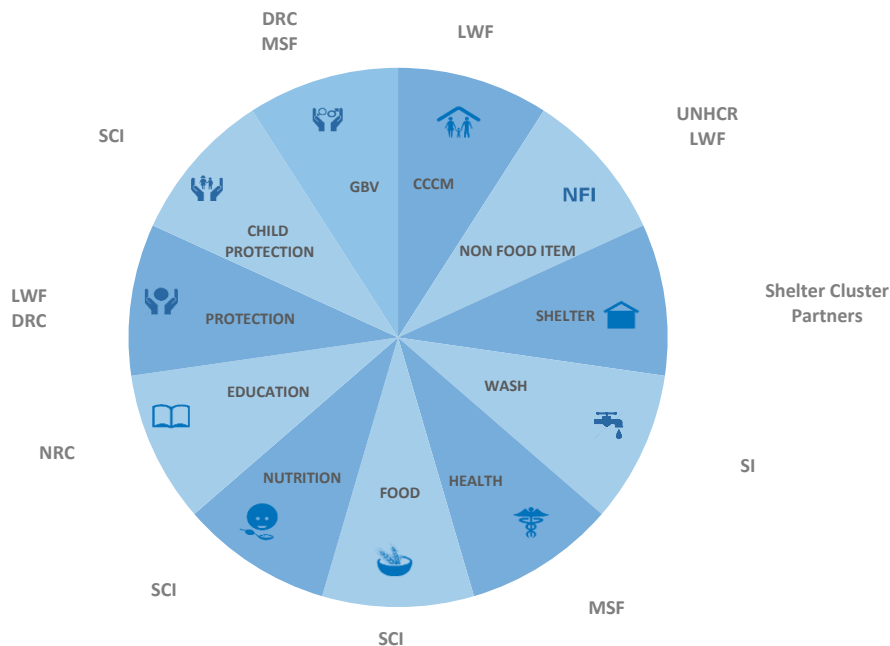 DRC
MSF
LWF
UNHCR
LWF
SCI
GBV
CCCM
NFI
CHILD
PROTECTION
NON FOOD ITEM
LWF
DRC
PROTECTION
SHELTER
Shelter Cluster
Partners
EDUCATION
WASH
NRC
SI
NUTRITION
FOOD
HEALTH
SCI
MSF
SCI